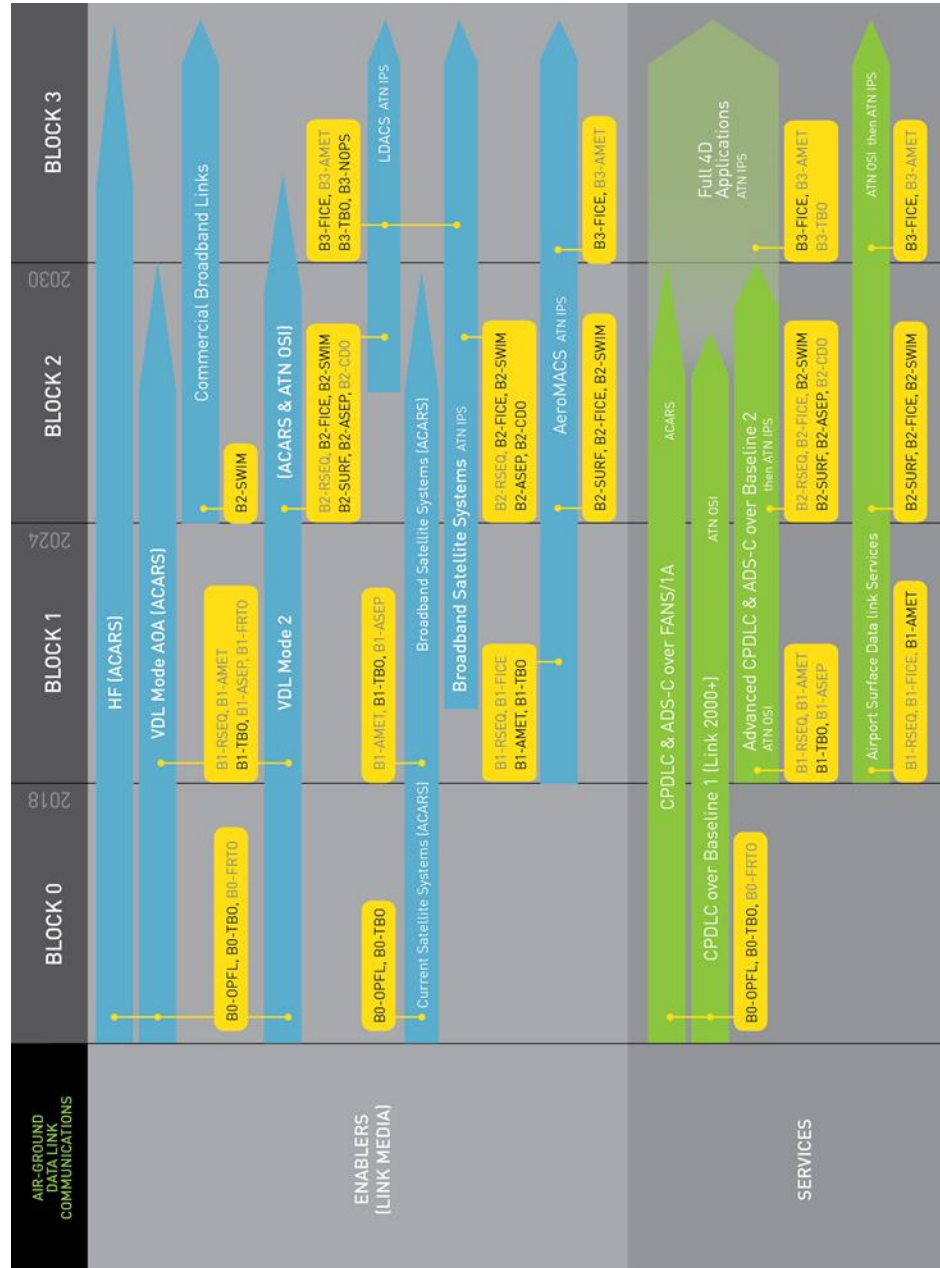 AIR-GROUND
DATA LINK
COMMUNICATIONS
BLOCK 0
2018
BLOCK 1
2024
BLOCK 2
2030
BLOCK 3
ENABLERS
(LINK MEDIA)
HF (ACARS)
VDL Mode AOA (ACARS)
Commercial Broadband Links
B0-OPFL, B0-TBO, B0-FRTO
B1-RSEQ, B1-AMET
B1-TBO, B1-ASEP, B1-FRTO
B2-SWIM
VDL Mode 2
(ACARS & ATN OSI)
B0-TBO
B1-AMET, B1-TBO, B1-ASEP
B2-RSEQ, B2-FICE, B2-SWIM
B2-SURF, B2-ASEP, B2-CDO
B3-FICE, B3-AMET
B3-TBO, B3-NOPS
LDACS ATN IPS
Current Satellite Systems (ACARS)
Broadband Satellite Systems (ACARS)
Broadband Satellite Systems ATN IPS
B1-RSEQ, B1-FICE
B1-AMET, B1-TBO
B2-RSEQ, B2-FICE, B2-SWIM
B2-ASEP, B2-CDO
AeroMACS ATN IPS
B2-SURF, B2-FICE, B2-SWIM
B3-FICE, B3-AMET
SERVICES
CPDLC & ADS-C over FANS/1A
ACARS
CPDLC over Baseline 1 (Link 2000+)
ATN OSI
Full 4D
Applications
ATN IPS
Advanced CPDLC & ADS-C over Baseline 2
ATN OSI
then ATN IPS
B0-OPFL, B0-TBO, B0-FRTO
B1-RSEQ, B1-AMET
B1-TBO, B1-ASEP
B2-RSEQ, B2-FICE, B2-SWIM
B2-SURF, B2-ASEP, B2-CDO
B3-FICE, B3-AMET
B3-TBO
Airport Surface Data link Services
ATN OSI then ATN IPS
B1-RSEQ, B1-FICE, B1-AMET
B2-SURF, B2-FICE, B2-SWIM
B3-FICE, B3-AMET